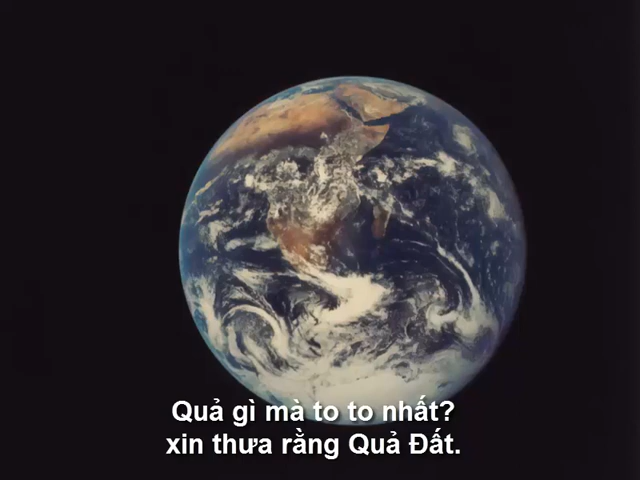 Quả gì mà to to nhất?
xin thưa rằng Quả Đất.